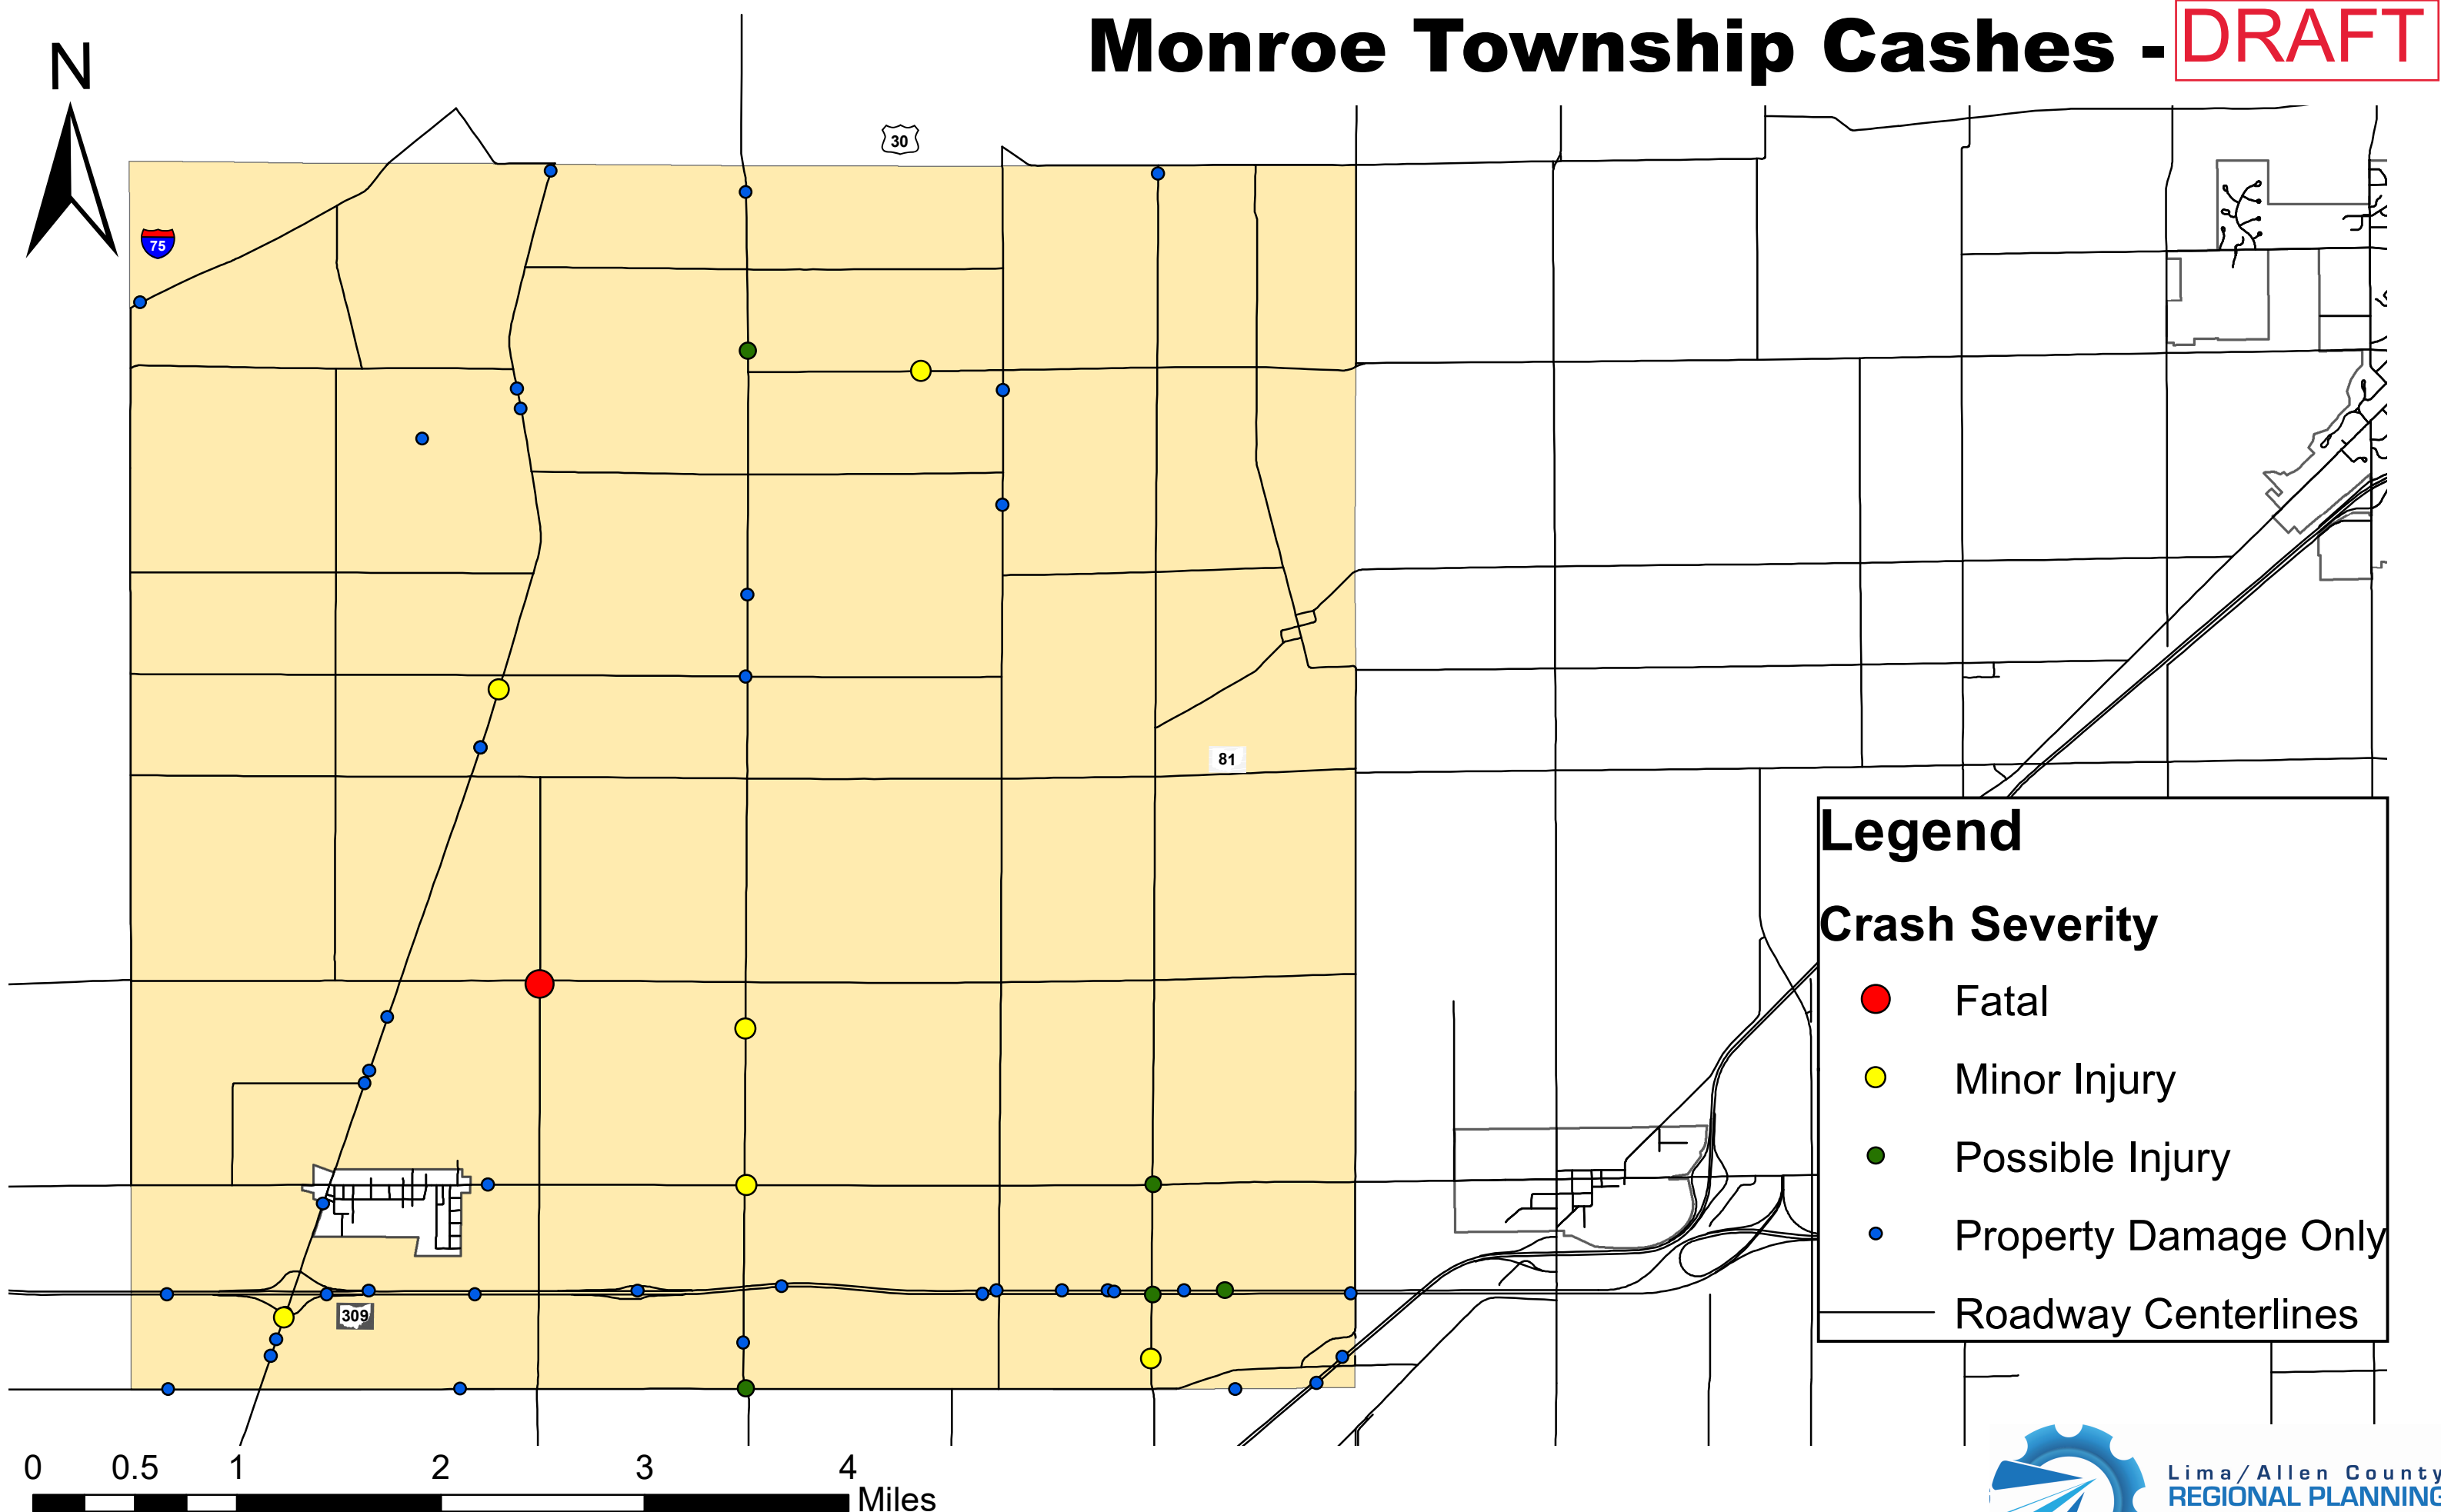 Monroe Township Cashes - DRAFT
N
30
75
81
309
Legend
Crash Severity
Fatal
Minor Injury
Possible Injury
Property Damage Only
Roadway Centerlines
0 0.5 1 2 3 4
Miles
Lima/Allen County
REGIONAL PLANNING